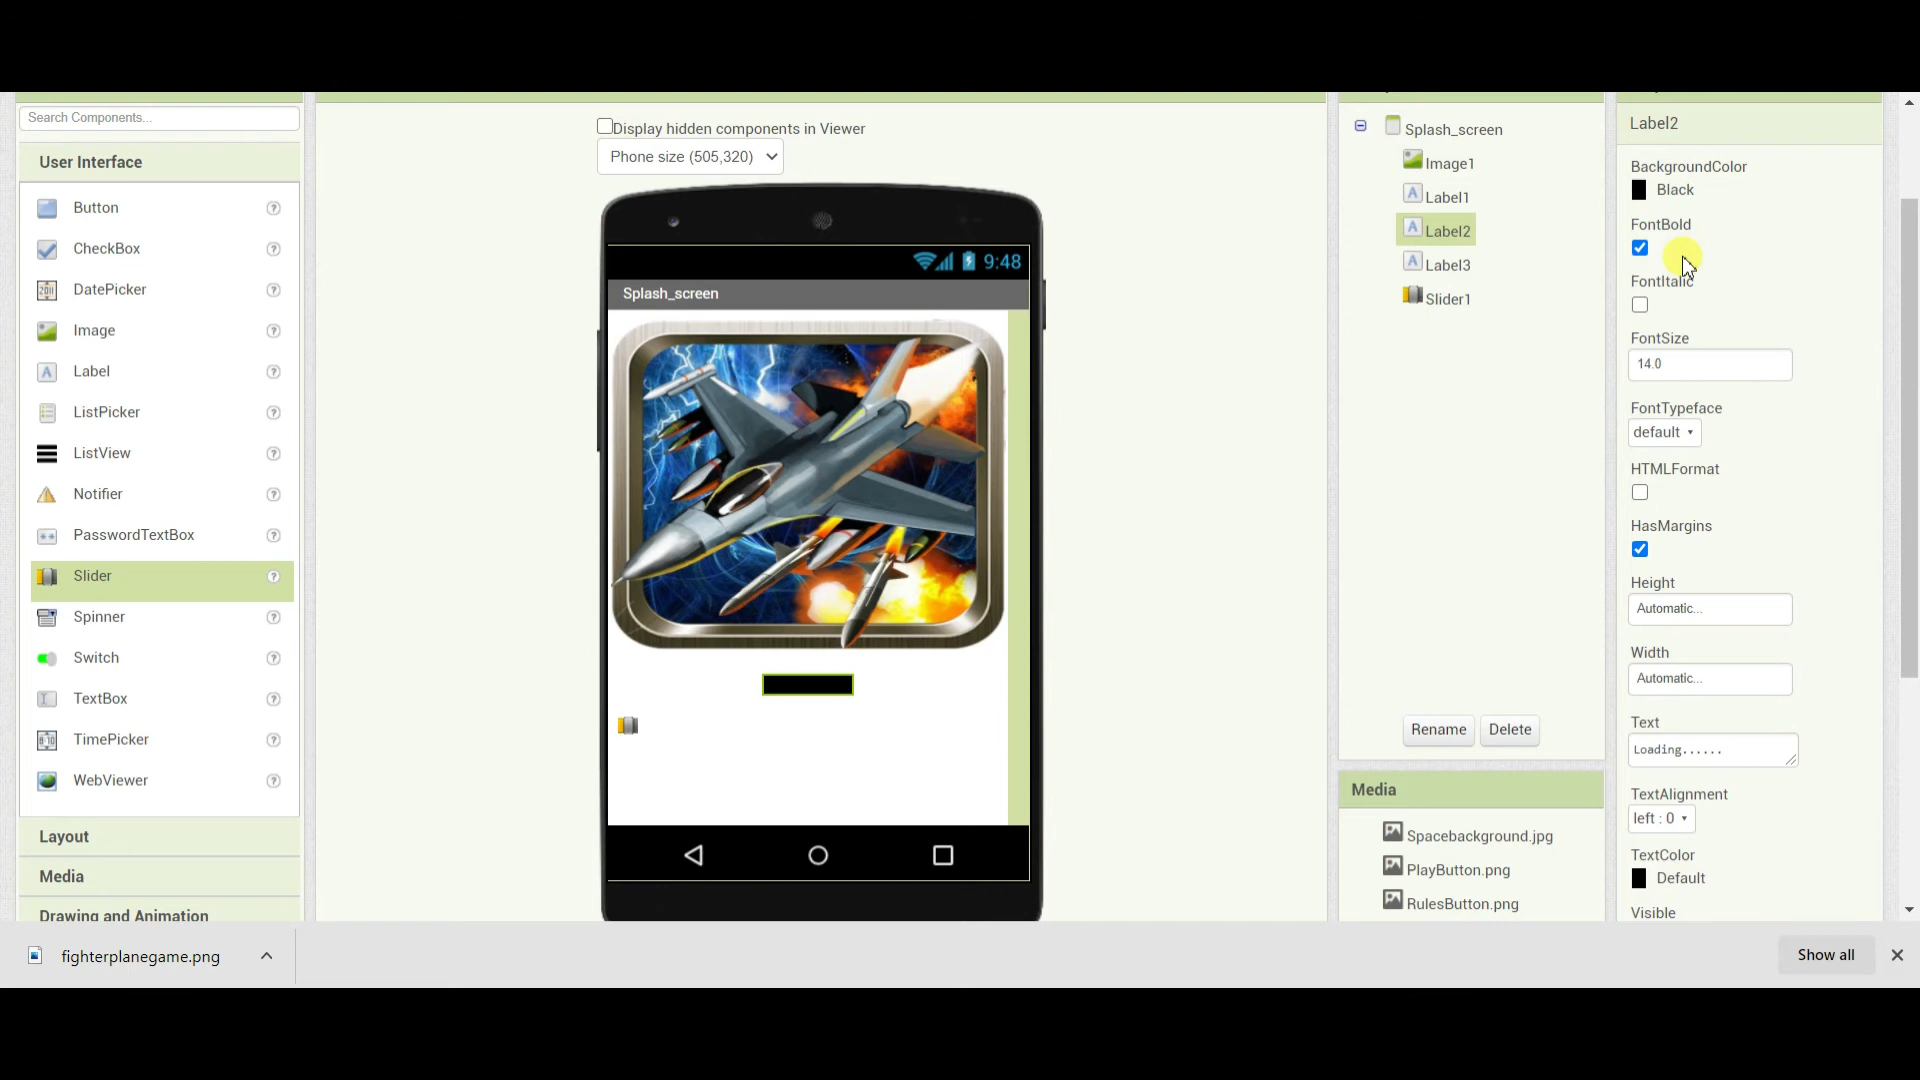 Search Components...
User Interface
Button
CheckBox
DatePicker
Image
Label
ListPicker
ListView
Notifier
PasswordTextBox
Slider
Spinner
Switch
TextBox
TimePicker
WebViewer
Layout
Media
Drawing and Animation
Display hidden components in Viewer
Phone size (505,320)
9:48
Splash_screen
Splash_screen
Image1
Label1
Label2
Label3
Slider1
Rename
Delete
Media
Spacebackground.jpg
PlayButton.png
RulesButton.png
Label2
BackgroundColor
Black
FontBold
FontItalic
FontSize
14.0
FontTypeface
default
HTMLFormat
HasMargins
Height
Automatic...
Width
Automatic...
Text
Loading......
TextAlignment
left : 0
TextColor
Default
Visible
fighterplanegame.png
Show all